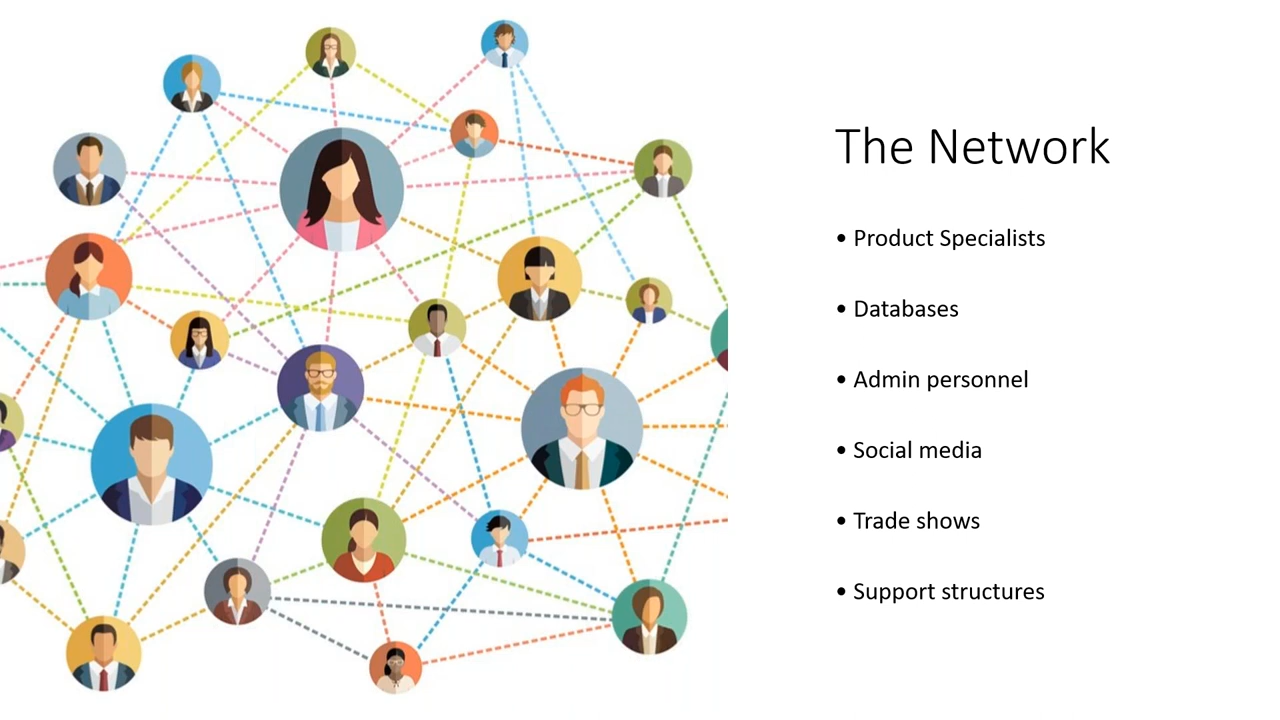 The Network
• Product Specialists
• Databases
• Admin personnel
• Social media
• Trade shows
• Support structures